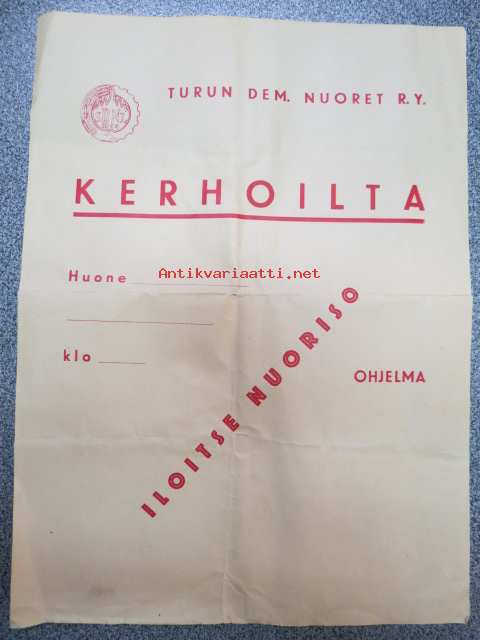 TURUN DEM. NUORET R.Y.
KERHOILTA
Huone
Antikvariaatti.net
klo
OHJELMA
ILOITSE NUORISO